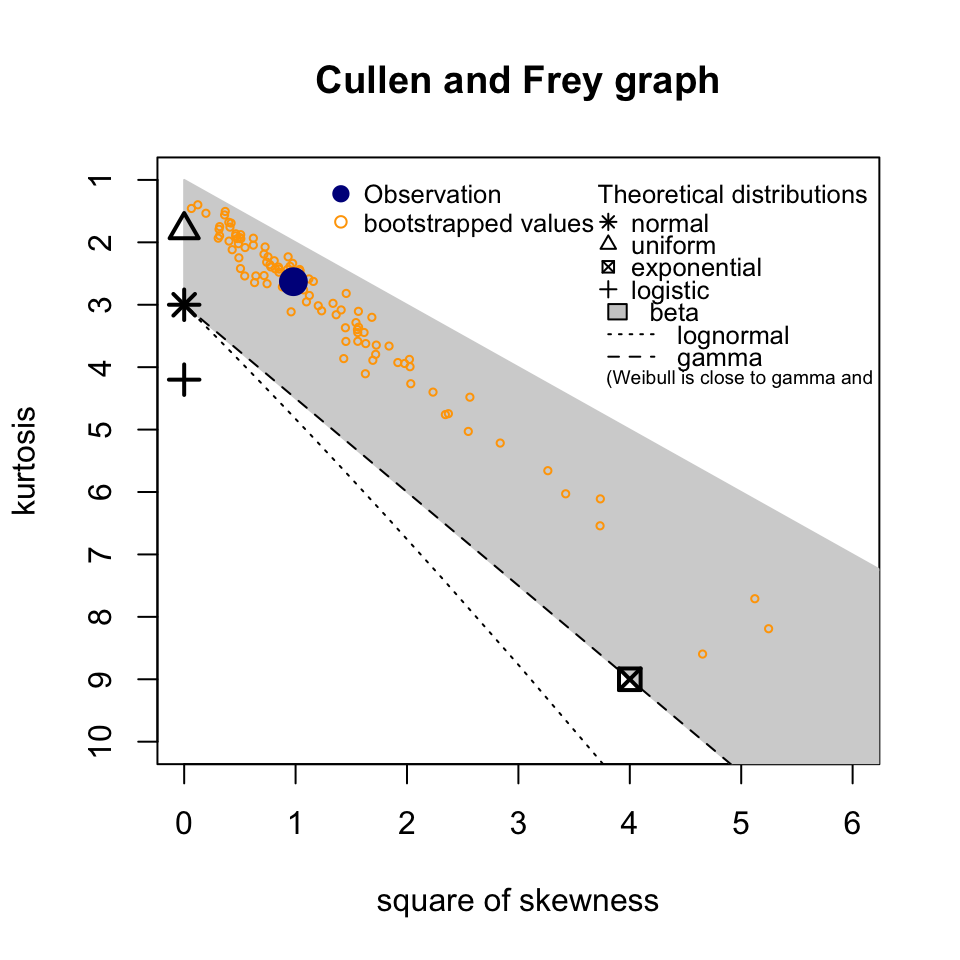 Cullen and Frey graph
Observation
bootstrapped values
Theoretical distributions
normal
uniform
exponential
logistic
beta
lognormal
gamma
(Weibull is close to gamma and
kurtosis
1
2
3
4
5
6
7
8
9
10
0 1 2 3 4 5 6
square of skewness